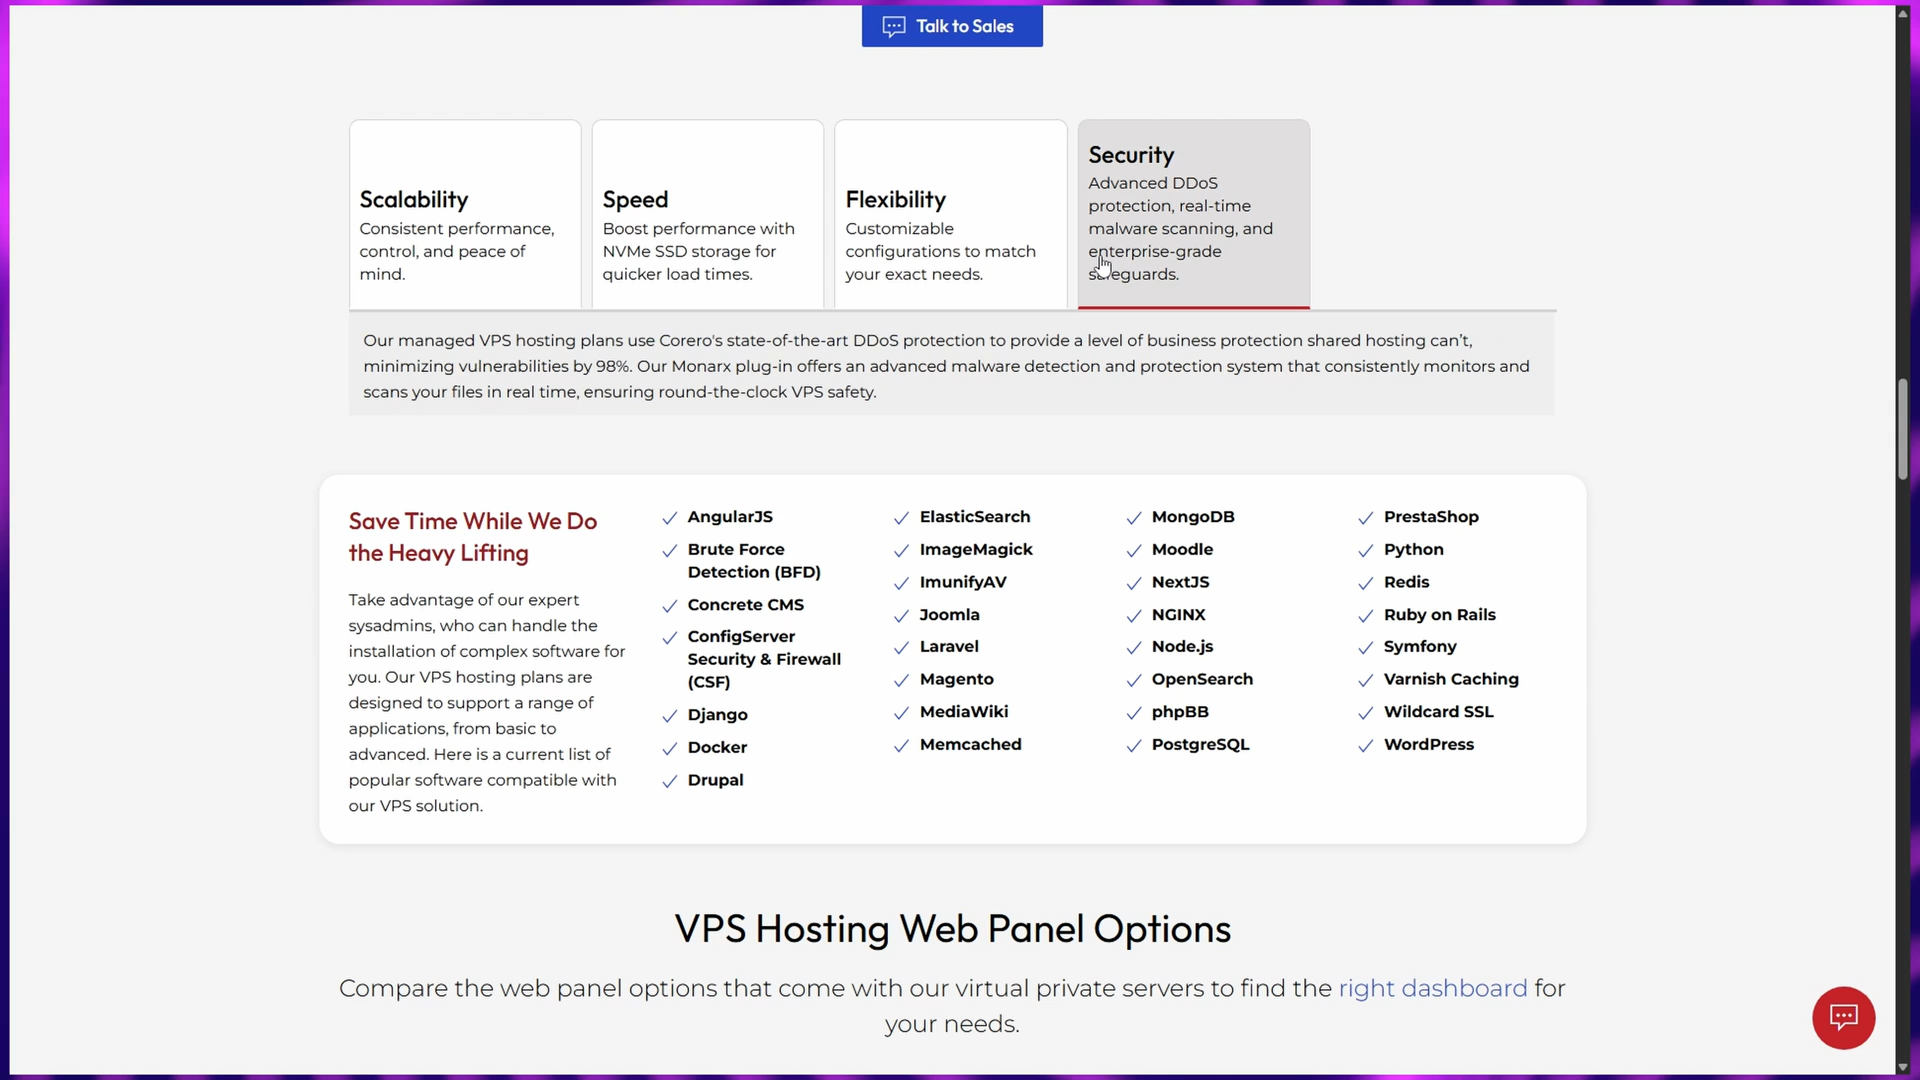 Talk to Sales
Scalability
Consistent performance,
control, and peace of
mind.
Speed
Boost performance with
NVMe SSD storage for
quicker load times.
Flexibility
Customizable
configurations to match
your exact needs.
Security
Advanced DDoS
protection, real-time
malware scanning, and
enterprise-grade
safeguards.
Our managed VPS hosting plans use Corero's state-of-the-art DDoS protection to provide a level of business protection shared hosting can't,
minimizing vulnerabilities by 98%. Our Monarx plug-in offers an advanced malware detection and protection system that consistently monitors and
scans your files in real time, ensuring round-the-clock VPS safety.
Save Time While We Do
the Heavy Lifting
Take advantage of our expert
sysadmins, who can handle the
installation of complex software for
you. Our VPS hosting plans are
designed to support a range of
applications, from basic to
advanced. Here is a current list of
popular software compatible with
our VPS solution.
AngularJS
Brute Force
Detection (BFD)
Concrete CMS
ConfigServer
Security & Firewall
(CSF)
Django
Docker
Drupal
ElasticSearch
ImageMagick
ImunifyAV
Joomla
Laravel
Magento
MediaWiki
Memcached
MongoDB
Moodle
NextJS
NGINX
Node.js
OpenSearch
phpBB
PostgreSQL
PrestaShop
Python
Redis
Ruby on Rails
Symfony
Varnish Caching
Wildcard SSL
WordPress
VPS Hosting Web Panel Options
Compare the web panel options that come with our virtual private servers to find the right dashboard for
your needs.